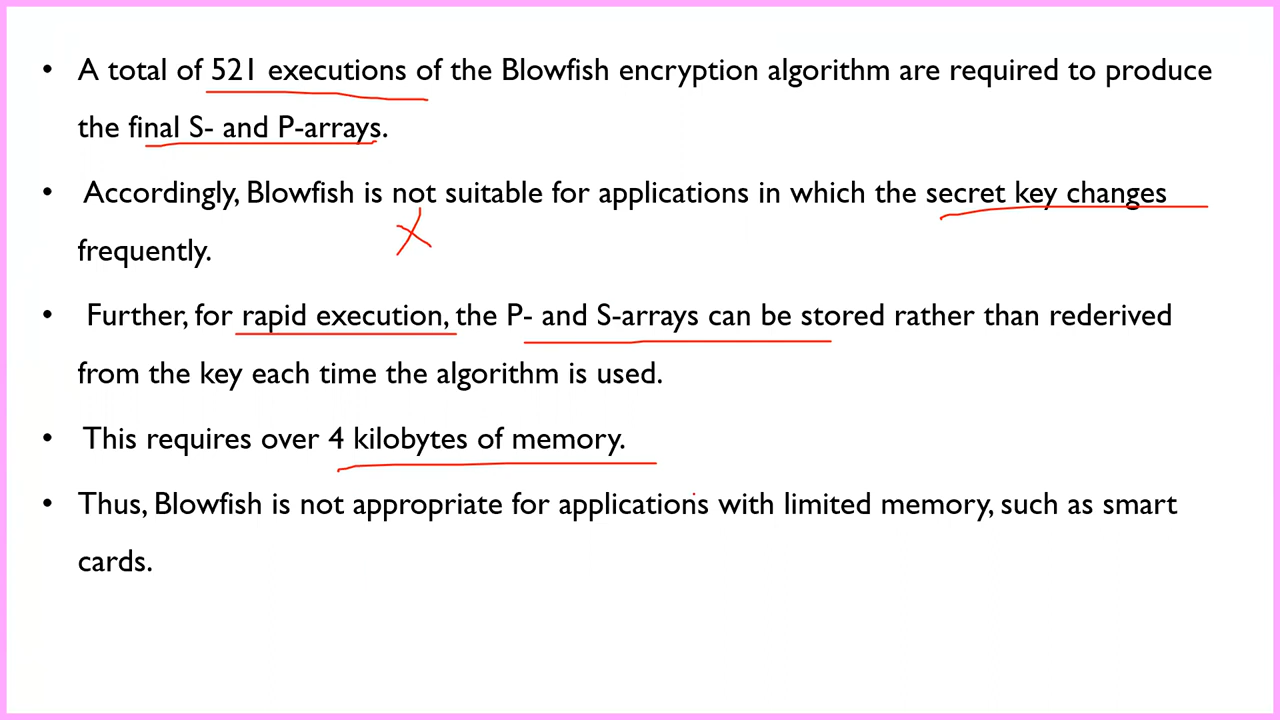 • A total of 521 executions of the Blowfish encryption algorithm are required to produce
the final S- and P-arrays.
• Accordingly, Blowfish is not suitable for applications in which the secret key changes
frequently.
• Further, for rapid execution, the P- and S-arrays can be stored rather than rederived
from the key each time the algorithm is used.
• This requires over 4 kilobytes of memory.
• Thus, Blowfish is not appropriate for applications with limited memory, such as smart
cards.